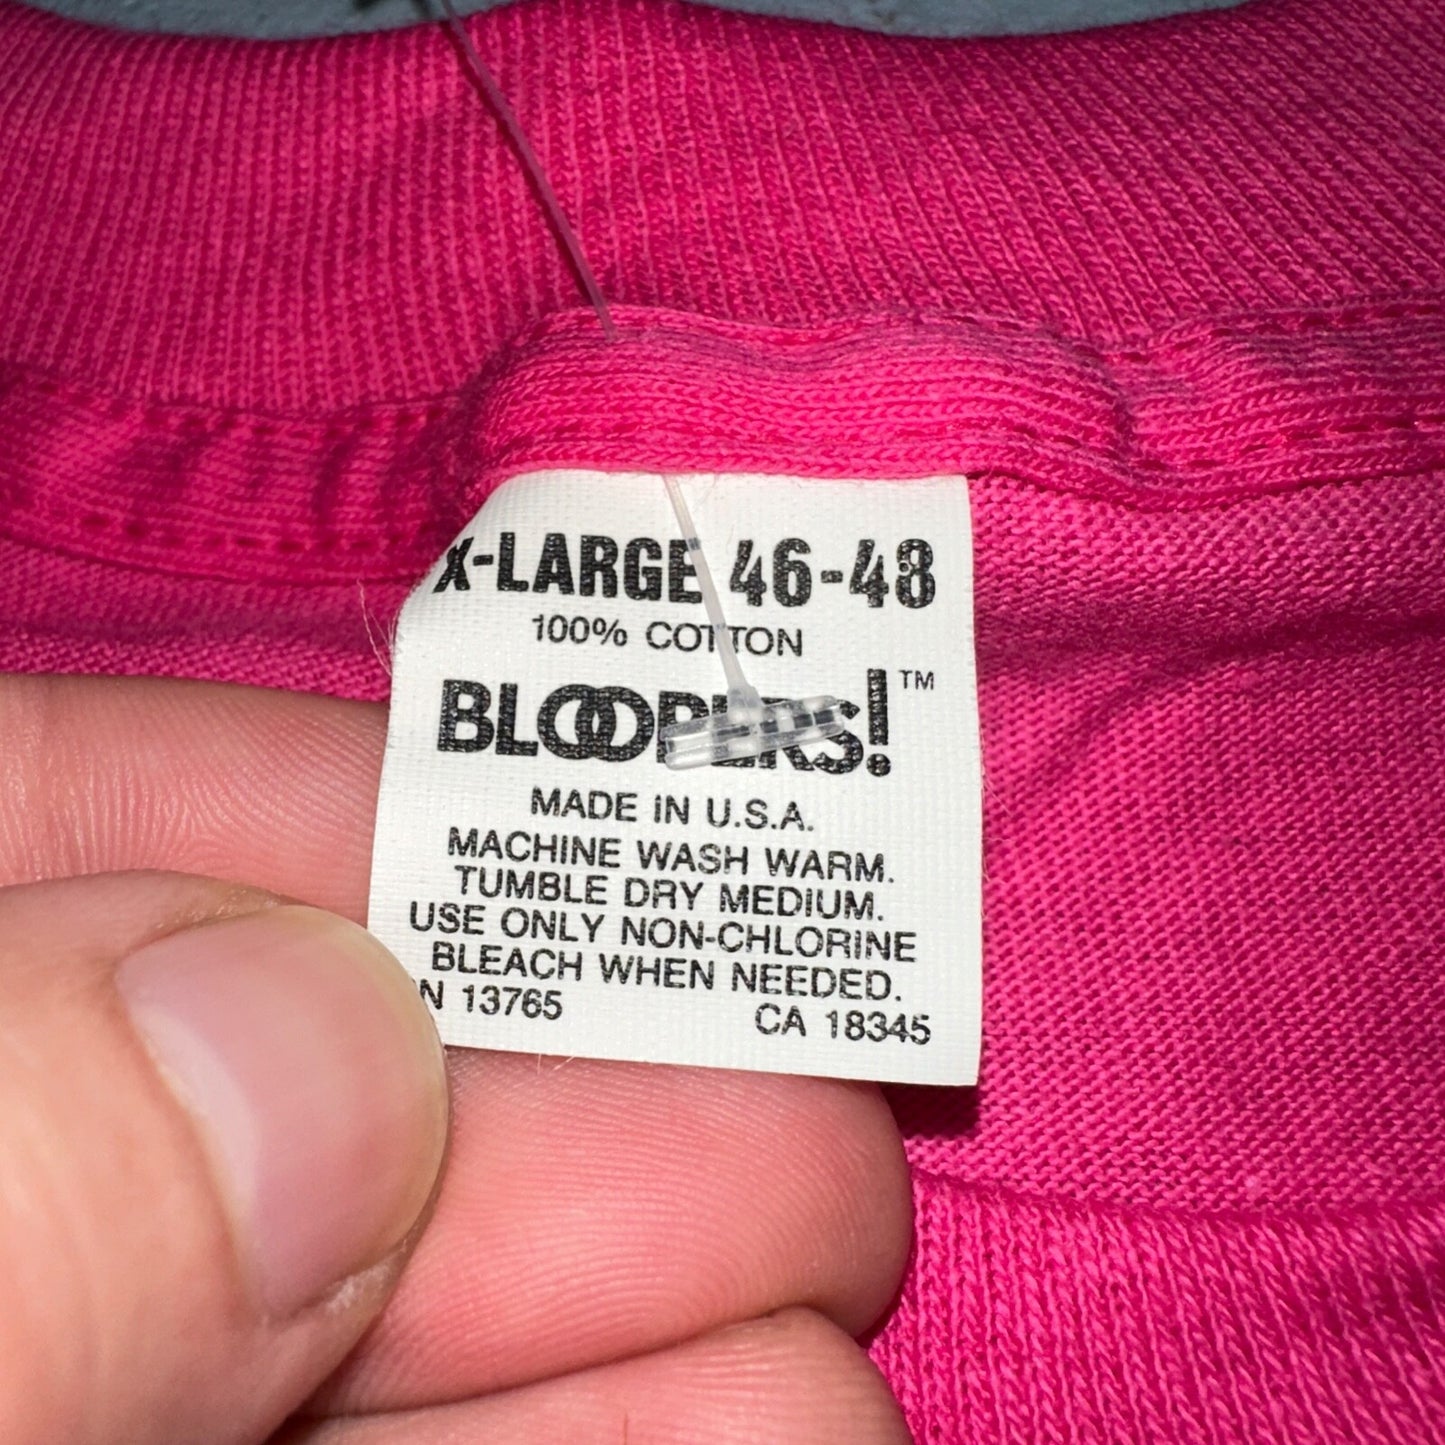 X-LARGE 46-48
100% COTTON
BLOOPERS!™
MADE IN U.S.A.
MACHINE WASH WARM.
TUMBLE DRY MEDIUM.
USE ONLY NON-CHLORINE
BLEACH WHEN NEEDED.
N 13765 CA 18345